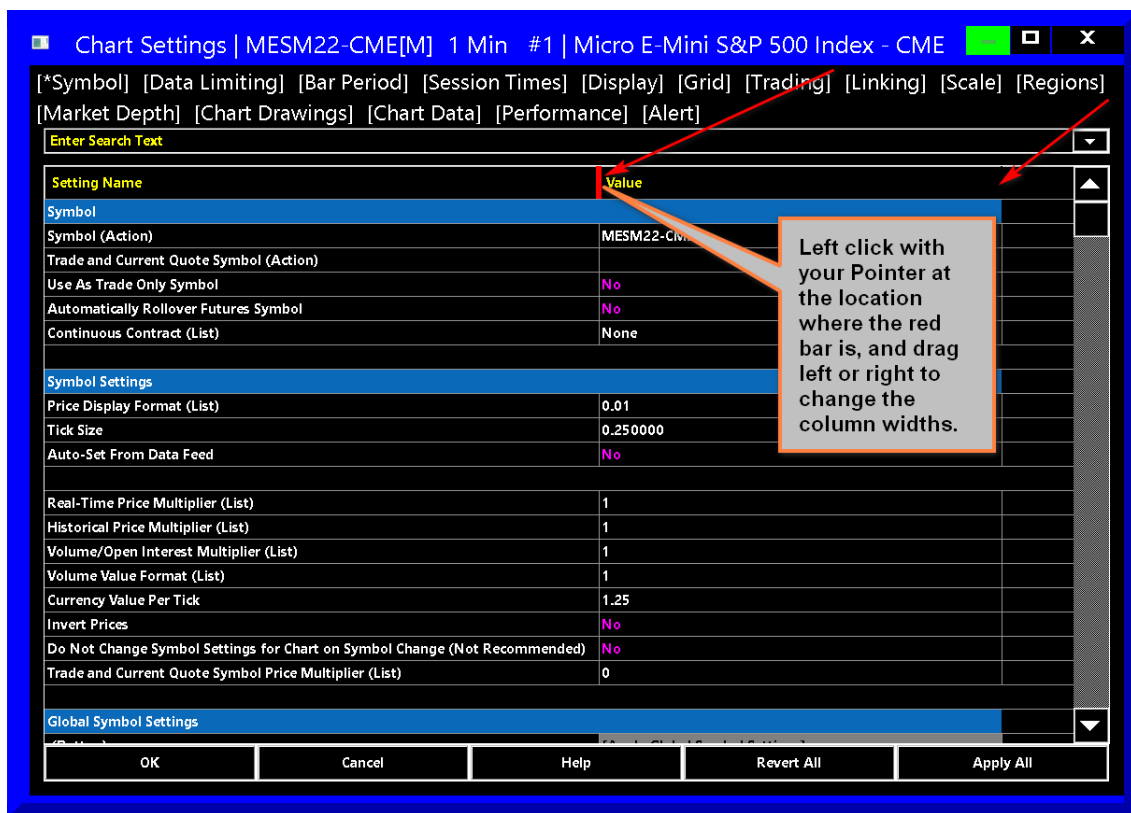 Chart Settings | MESM22-CME[M] 1 Min #1 | Micro E-Mini S&P 500 Index - CME
[*Symbol] [Data Limiting] [Bar Period] [Session Times] [Display] [Grid] [Trading] [Linking] [Scale] [Regions]
[Market Depth] [Chart Drawings] [Chart Data] [Performance] [Alert]
Enter Search Text
Setting Name Value
Symbol
Symbol (Action) MESM22-CM
Trade and Current Quote Symbol (Action)
Use As Trade Only Symbol No
Automatically Rollover Futures Symbol No
Continuous Contract (List) None
Left click with
your Pointer at
the location
where the red
bar is, and drag
left or right to
change the
column widths.
Symbol Settings
Price Display Format (List) 0.01
Tick Size 0.250000
Auto-Set From Data Feed No
Real-Time Price Multiplier (List) 1
Historical Price Multiplier (List) 1
Volume/Open Interest Multiplier (List) 1
Volume Value Format (List) 1
Currency Value Per Tick 1.25
Invert Prices No
Do Not Change Symbol Settings for Chart on Symbol Change (Not Recommended) No
Trade and Current Quote Symbol Price Multiplier (List) 0
Global Symbol Settings
OK Cancel Help Revert All Apply All